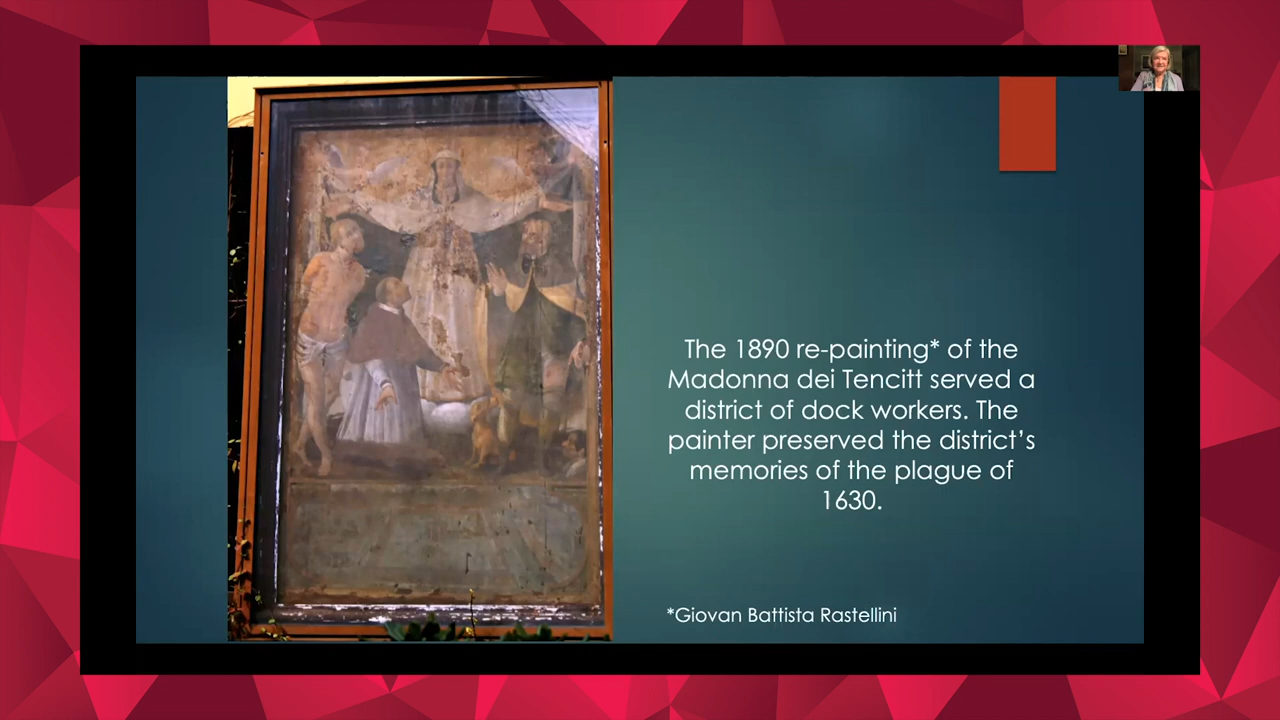 The 1890 re-painting* of the
Madonna dei Tencitt served a
district of dock workers. The
painter preserved the district’s
memories of the plague of
1630.
*Giovan Battista Rastellini